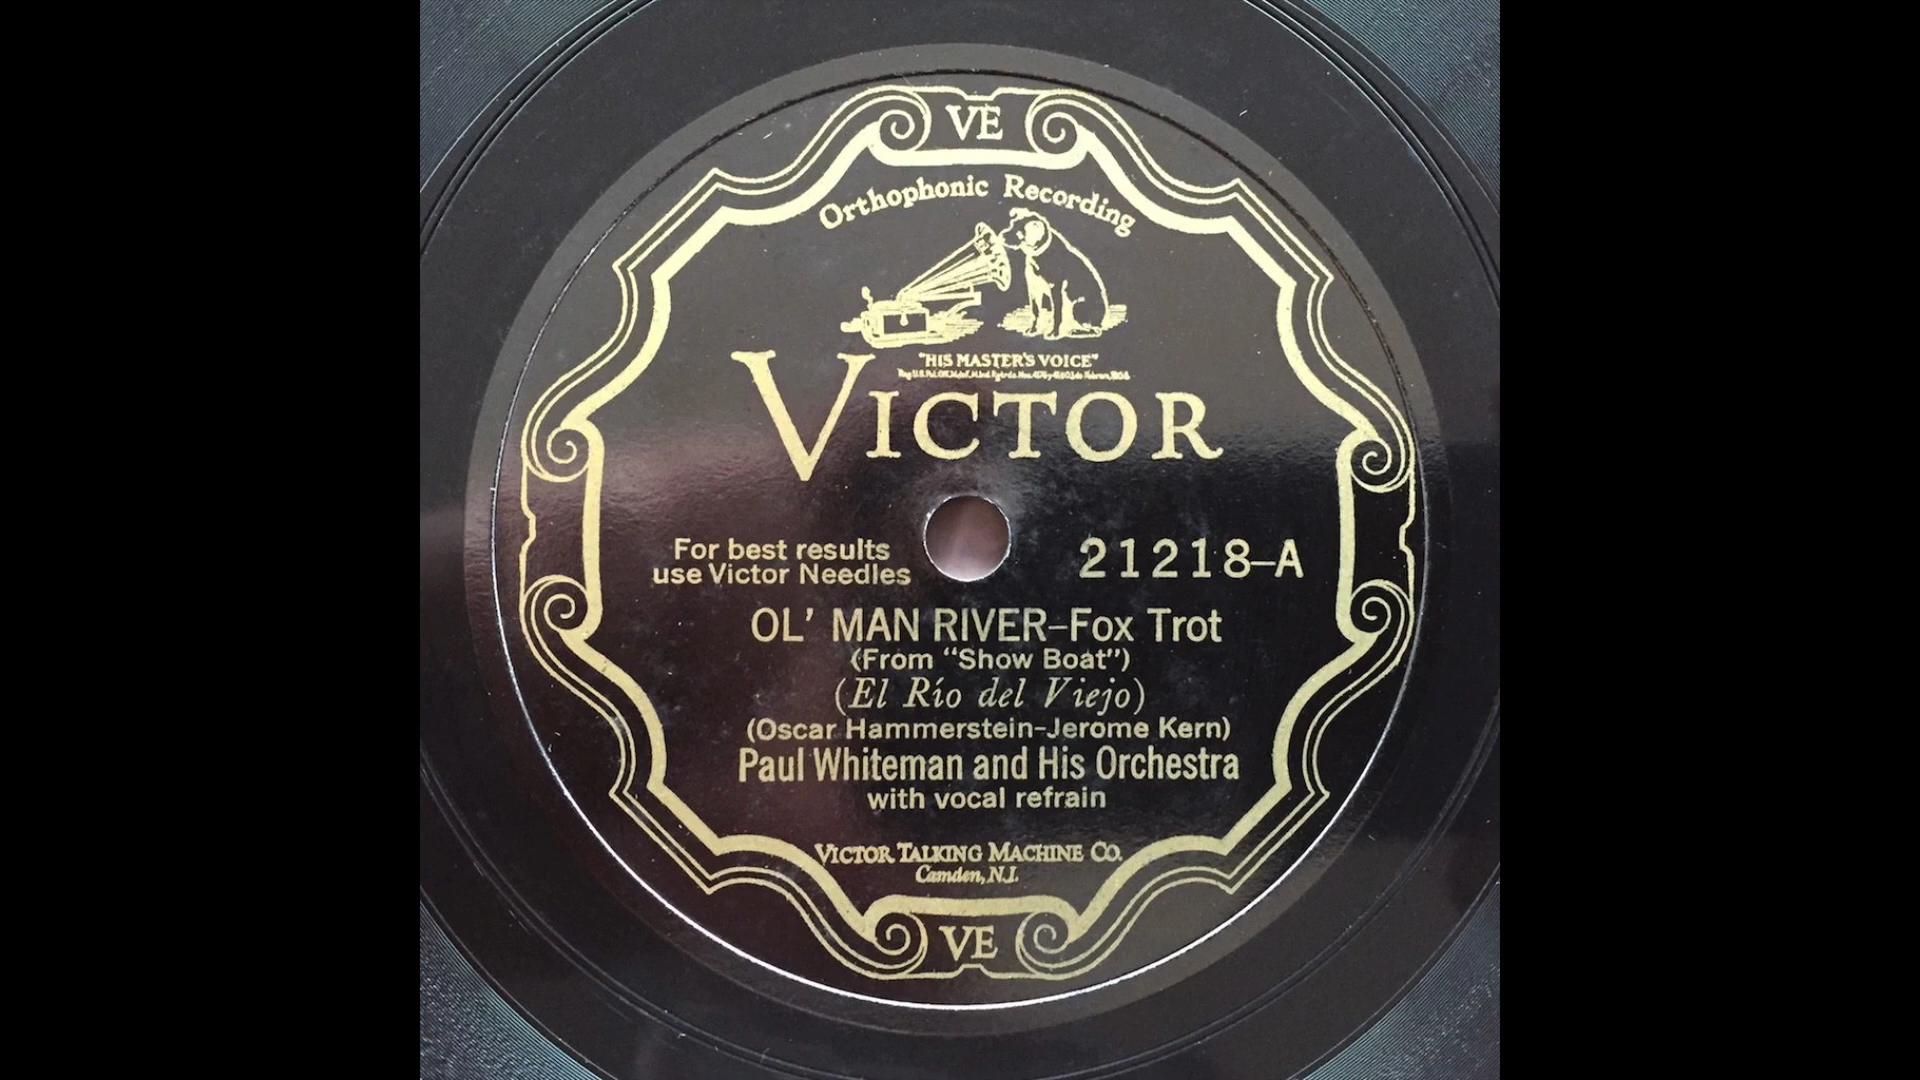 VE
Orthophonic Recording
"HIS MASTER'S VOICE"
VICTOR
For best results
use Victor Needles
21218-A
OL' MAN RIVER-Fox Trot
(From "Show Boat")
(El Río del Viejo)
(Oscar Hammerstein-Jerome Kern)
Paul Whiteman and His Orchestra
with vocal refrain
VICTOR TALKING MACHINE CO.
Camden, N.J.
VE